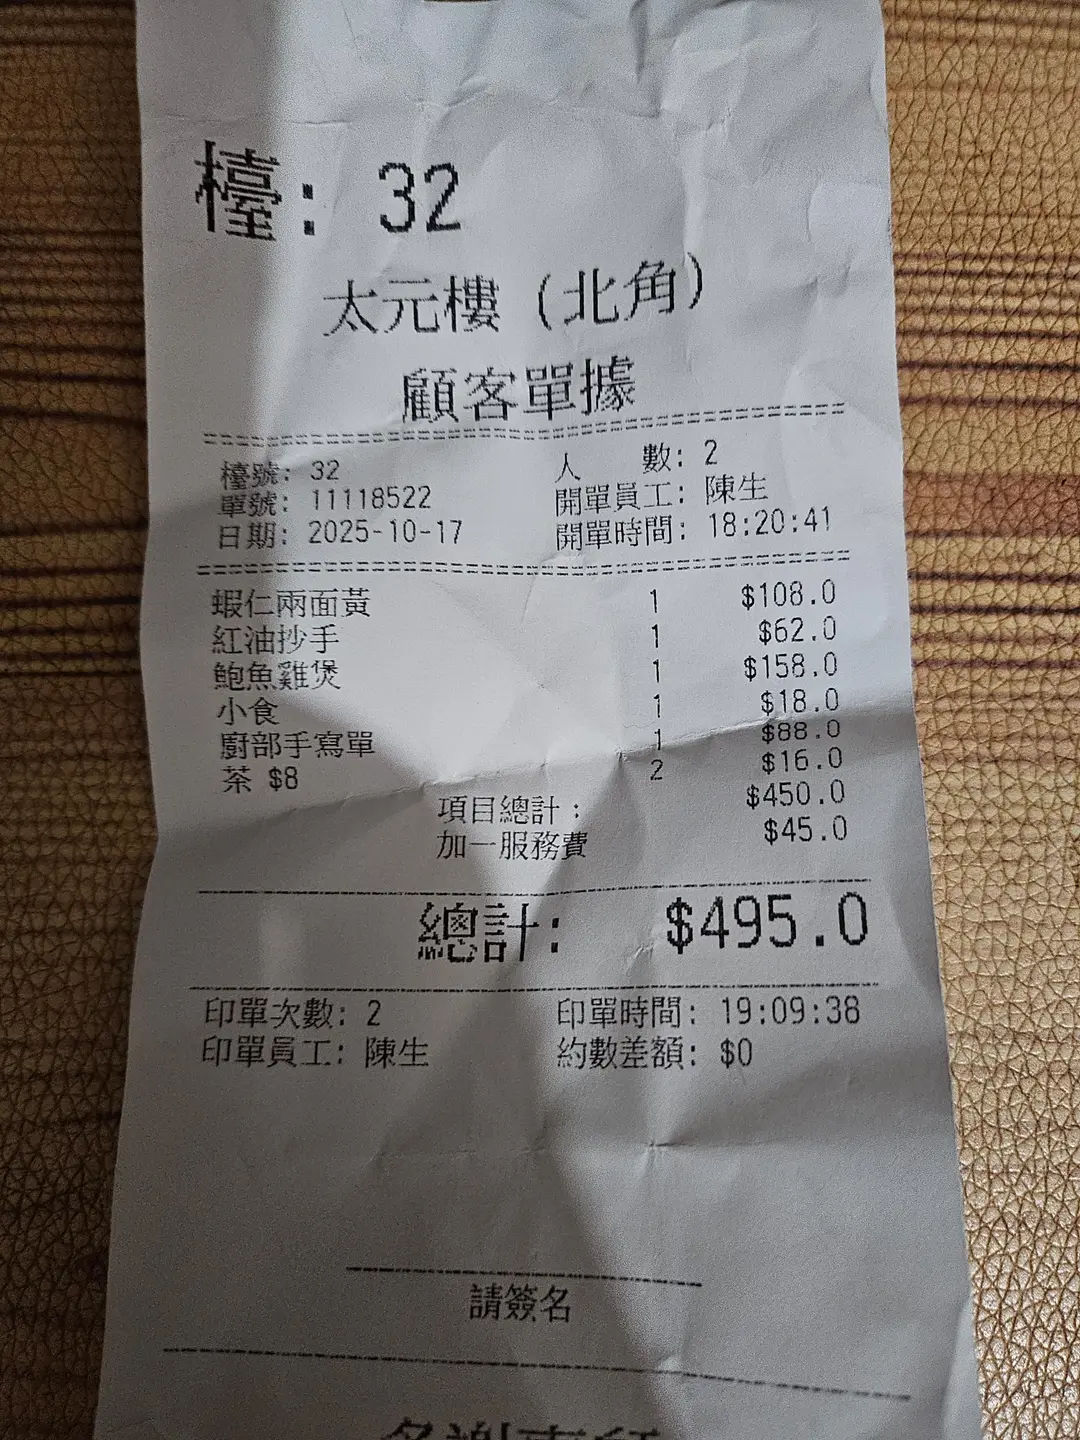 檯: 32
太元樓 (北角)
顧客單據
檯號: 32 人 數: 2
單號: 11118522 開單員工: 陳生
日期: 2025-10-17 開單時間: 18:20:41
蝦仁兩面黃 1 $108.0
紅油抄手 1 $62.0
鮑魚雞煲 1 $158.0
小食 1 $18.0
廚部手寫單 1 $88.0
茶 $8 2 $16.0
項目總計: $450.0
加一服務費 $45.0
總計: $495.0
印單次數: 2 印單時間: 19:09:38
印單員工: 陳生 約數差額: $0
請簽名